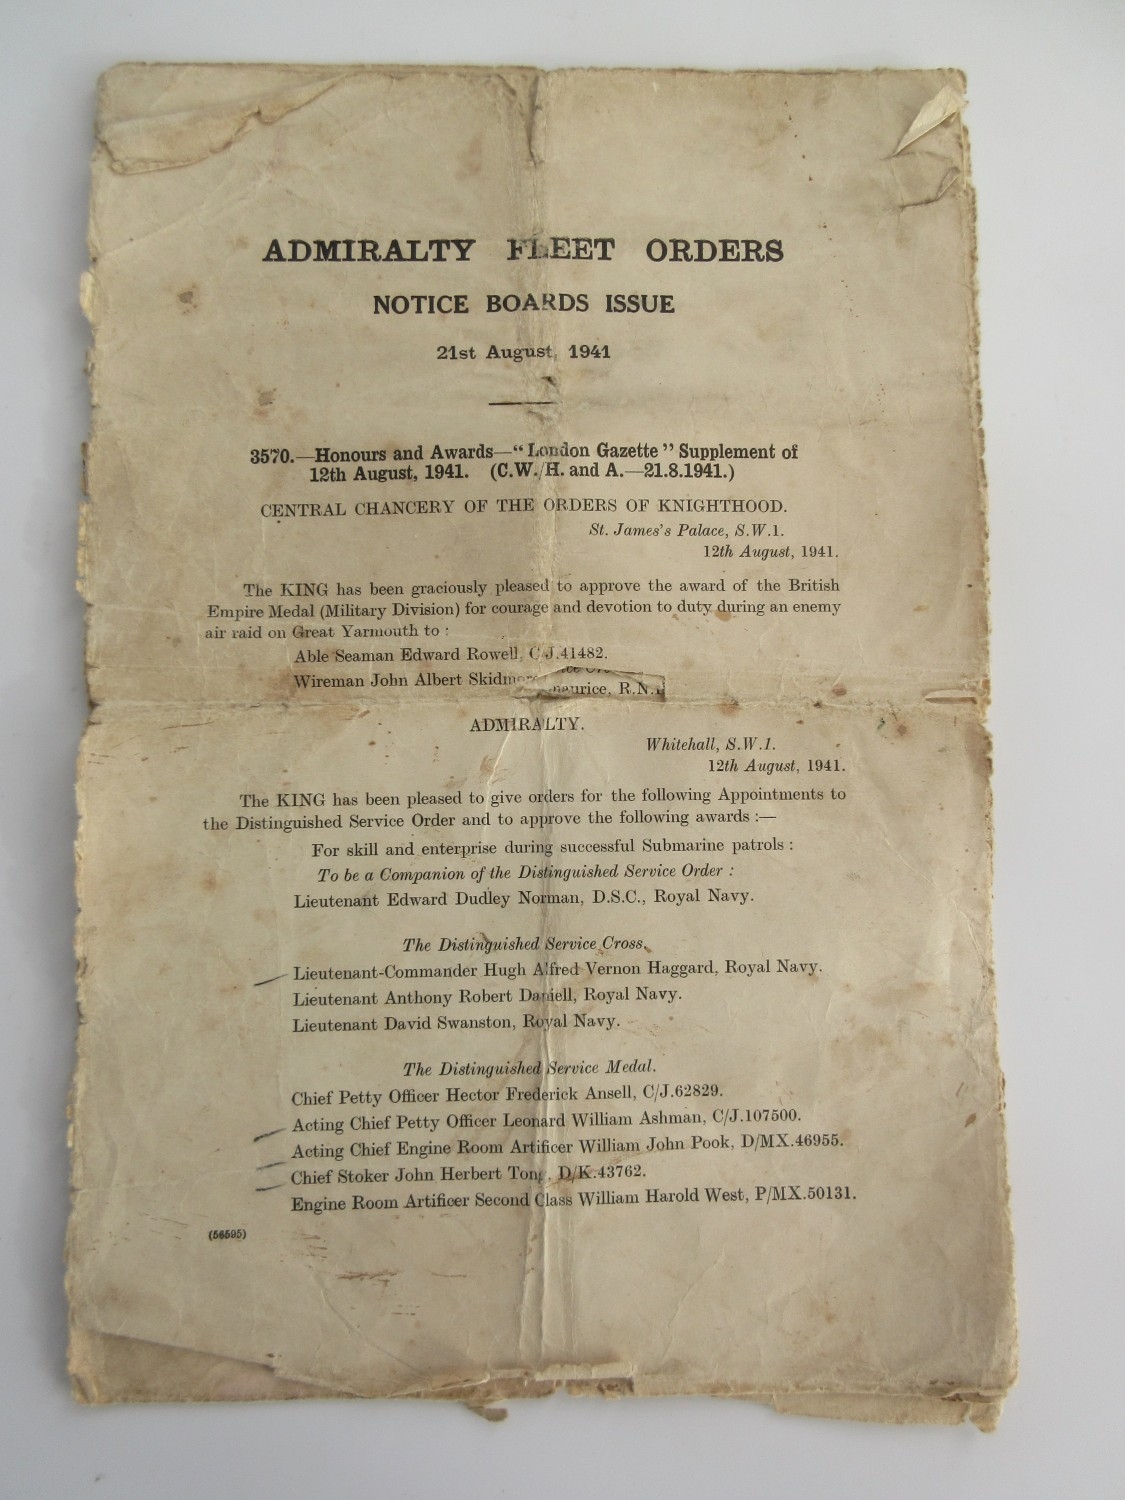 ADMIRALTY FLEET ORDERS
NOTICE BOARDS ISSUE
21st August, 1941
3570.—Honours and Awards—“London Gazette” Supplement of
12th August, 1941. (C.W./H. and A.—21.8.1941.)
CENTRAL CHANCERY OF THE ORDERS OF KNIGHTHOOD.
St. James's Palace, S.W.1.
12th August, 1941.
The KING has been graciously pleased to approve the award of the British
Empire Medal (Military Division) for courage and devotion to duty during an enemy
air raid on Great Yarmouth to :
Able Seaman Edward Rowell, C/J.41482.
Wireman John Albert
R.N.
ADMIRALTY.
Whitehall, S.W.1.
12th August, 1941.
The KING has been pleased to give orders for the following Appointments to
the Distinguished Service Order and to approve the following awards :—
For skill and enterprise during successful Submarine patrols :
To be a Companion of the Distinguished Service Order :
Lieutenant Edward Dudley Norman, D.S.C., Royal Navy.
The Distinguished Service Cross.
Lieutenant-Commander Hugh Alfred Vernon Haggard, Royal Navy.
Lieutenant Anthony Robert Daniell, Royal Navy.
Lieutenant David Swanston, Royal Navy.
The Distinguished Service Medal.
Chief Petty Officer Hector Frederick Ansell, C/J.62829.
Acting Chief Petty Officer Leonard William Ashman, C/J.107500.
Acting Chief Engine Room Artificer William John Pook, D/MX.46955.
Chief Stoker John Herbert Tong, D/K.43762.
Engine Room Artificer Second Class William Harold West, P/MX.50131.
(56595)